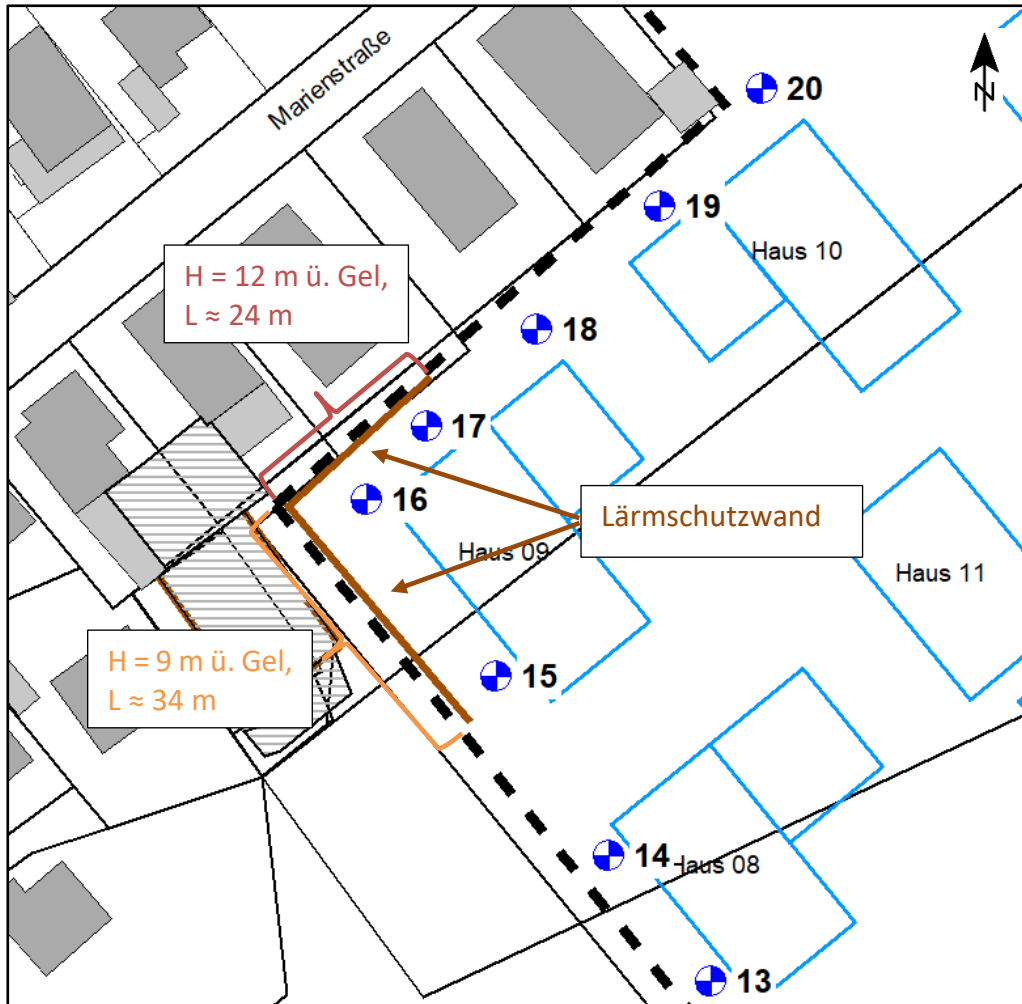 Marienstraße
N
20
19
Haus 10
H = 12 m ü. Gel,
L ≈ 24 m
18
17
16
Lärmschutzwand
Haus 09
Haus 11
H = 9 m ü. Gel,
L ≈ 34 m
15
14
Haus 08
13